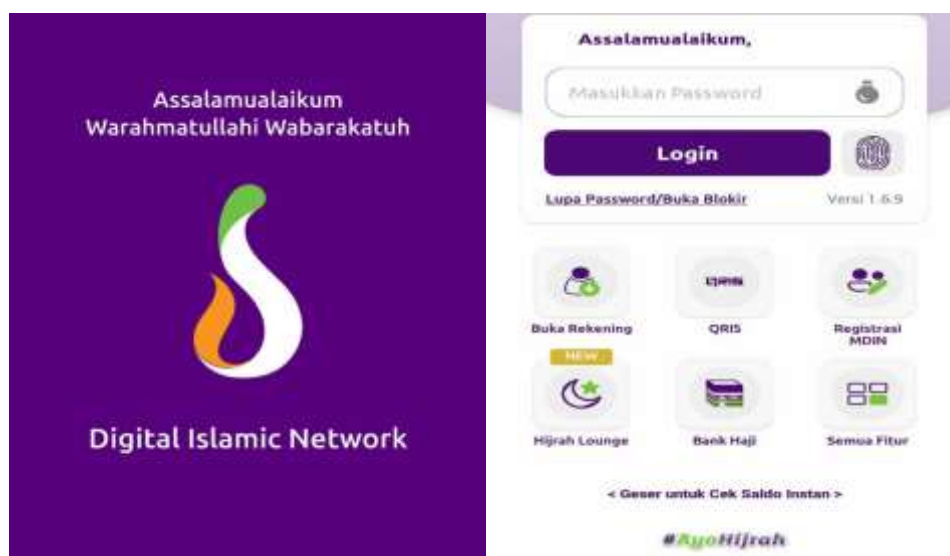 Assalamualaikum
Warahmatullahi Wabarakatuh
Digital Islamic Network
Assalamualaikum,
Masukkan Password
Login
Lupa Password/Buka Blokir
Versi 1.6.9
Buka Rekening
QRIS
QRIS
Registrasi
MDIN
NEW
Hijrah Lounge
Bank Haji
Semua Fitur
< Geser untuk Cek Saldo Instan >
#AyoHijrah